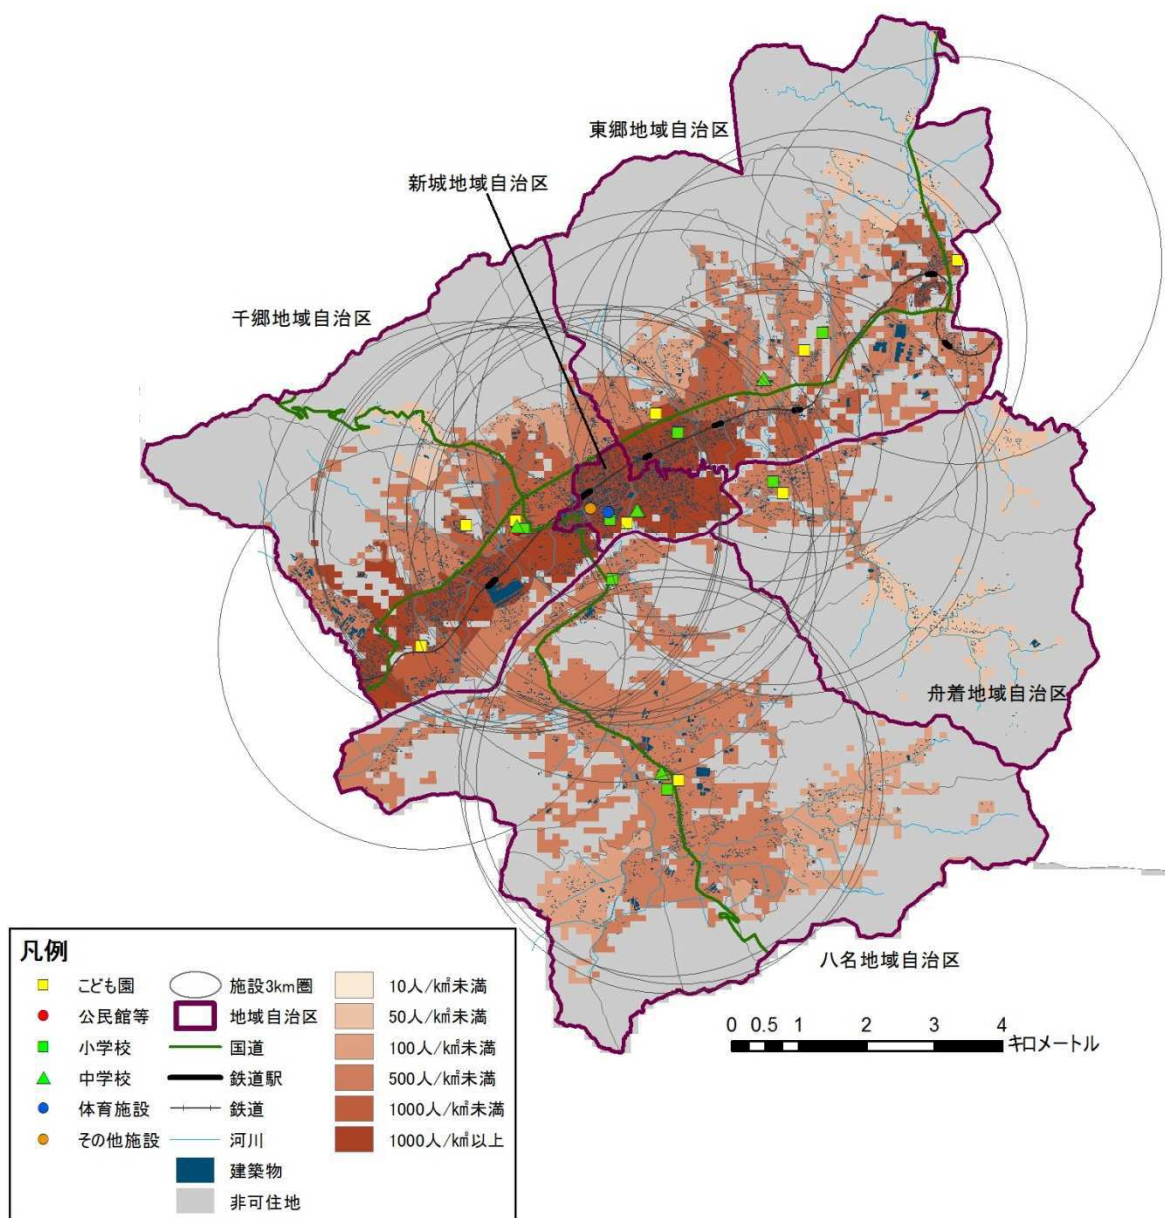 東郷地域自治区
新城地域自治区
千郷地域自治区
舟着地域自治区
八名地域自治区
0 0.5 1 2 3 4
キロメートル
凡例
こども園
公民館等
小学校
中学校
体育施設
その他施設
施設3km圏
地域自治区
国道
鉄道駅
鉄道
河川
建築物
非可住地
10人/k㎡未満
50人/k㎡未満
100人/k㎡未満
500人/k㎡未満
1000人/k㎡未満
1000人/k㎡以上